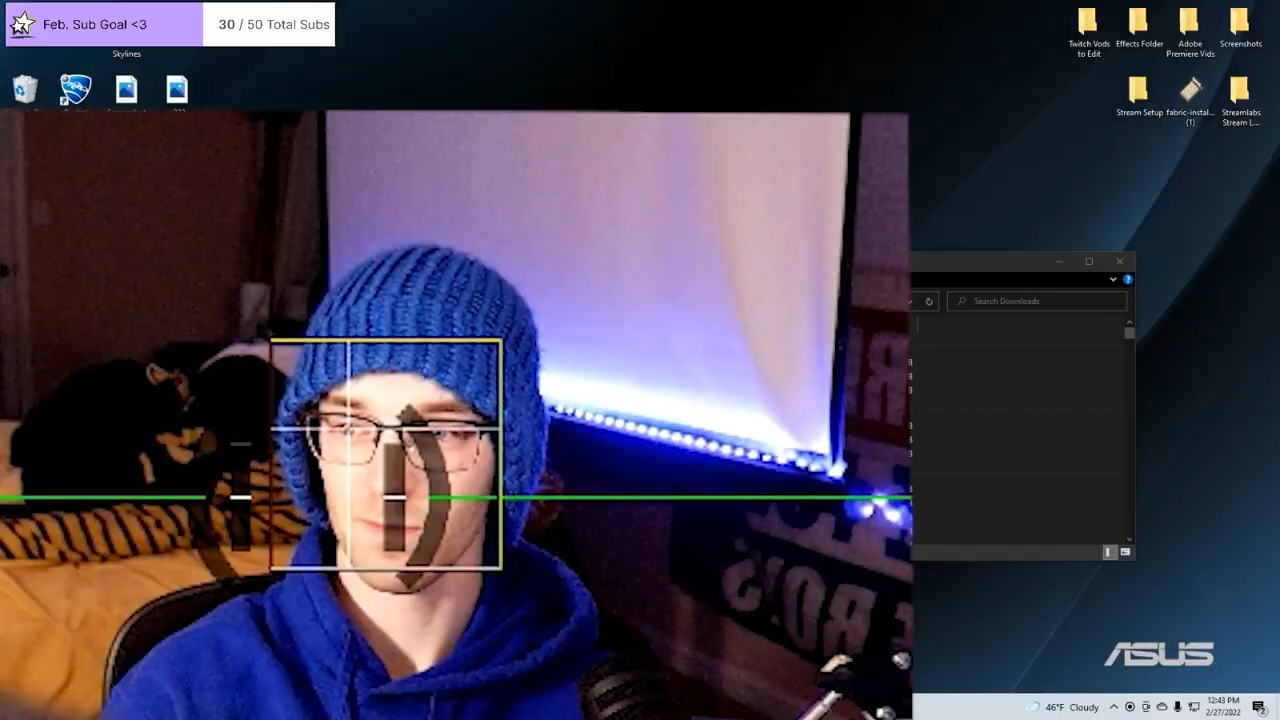 Feb. Sub Goal <3
30 / 50 Total Subs
Skylines
Twitch Vods
to Edit
Effects Folder
Adobe
Premiere Vids
Screenshots
Stream Setup
fabric-instal...
(1)
Streamlabs
Stream L...
Search Downloads
ASUS
46°F Cloudy
12:43 PM
2/27/2022
2